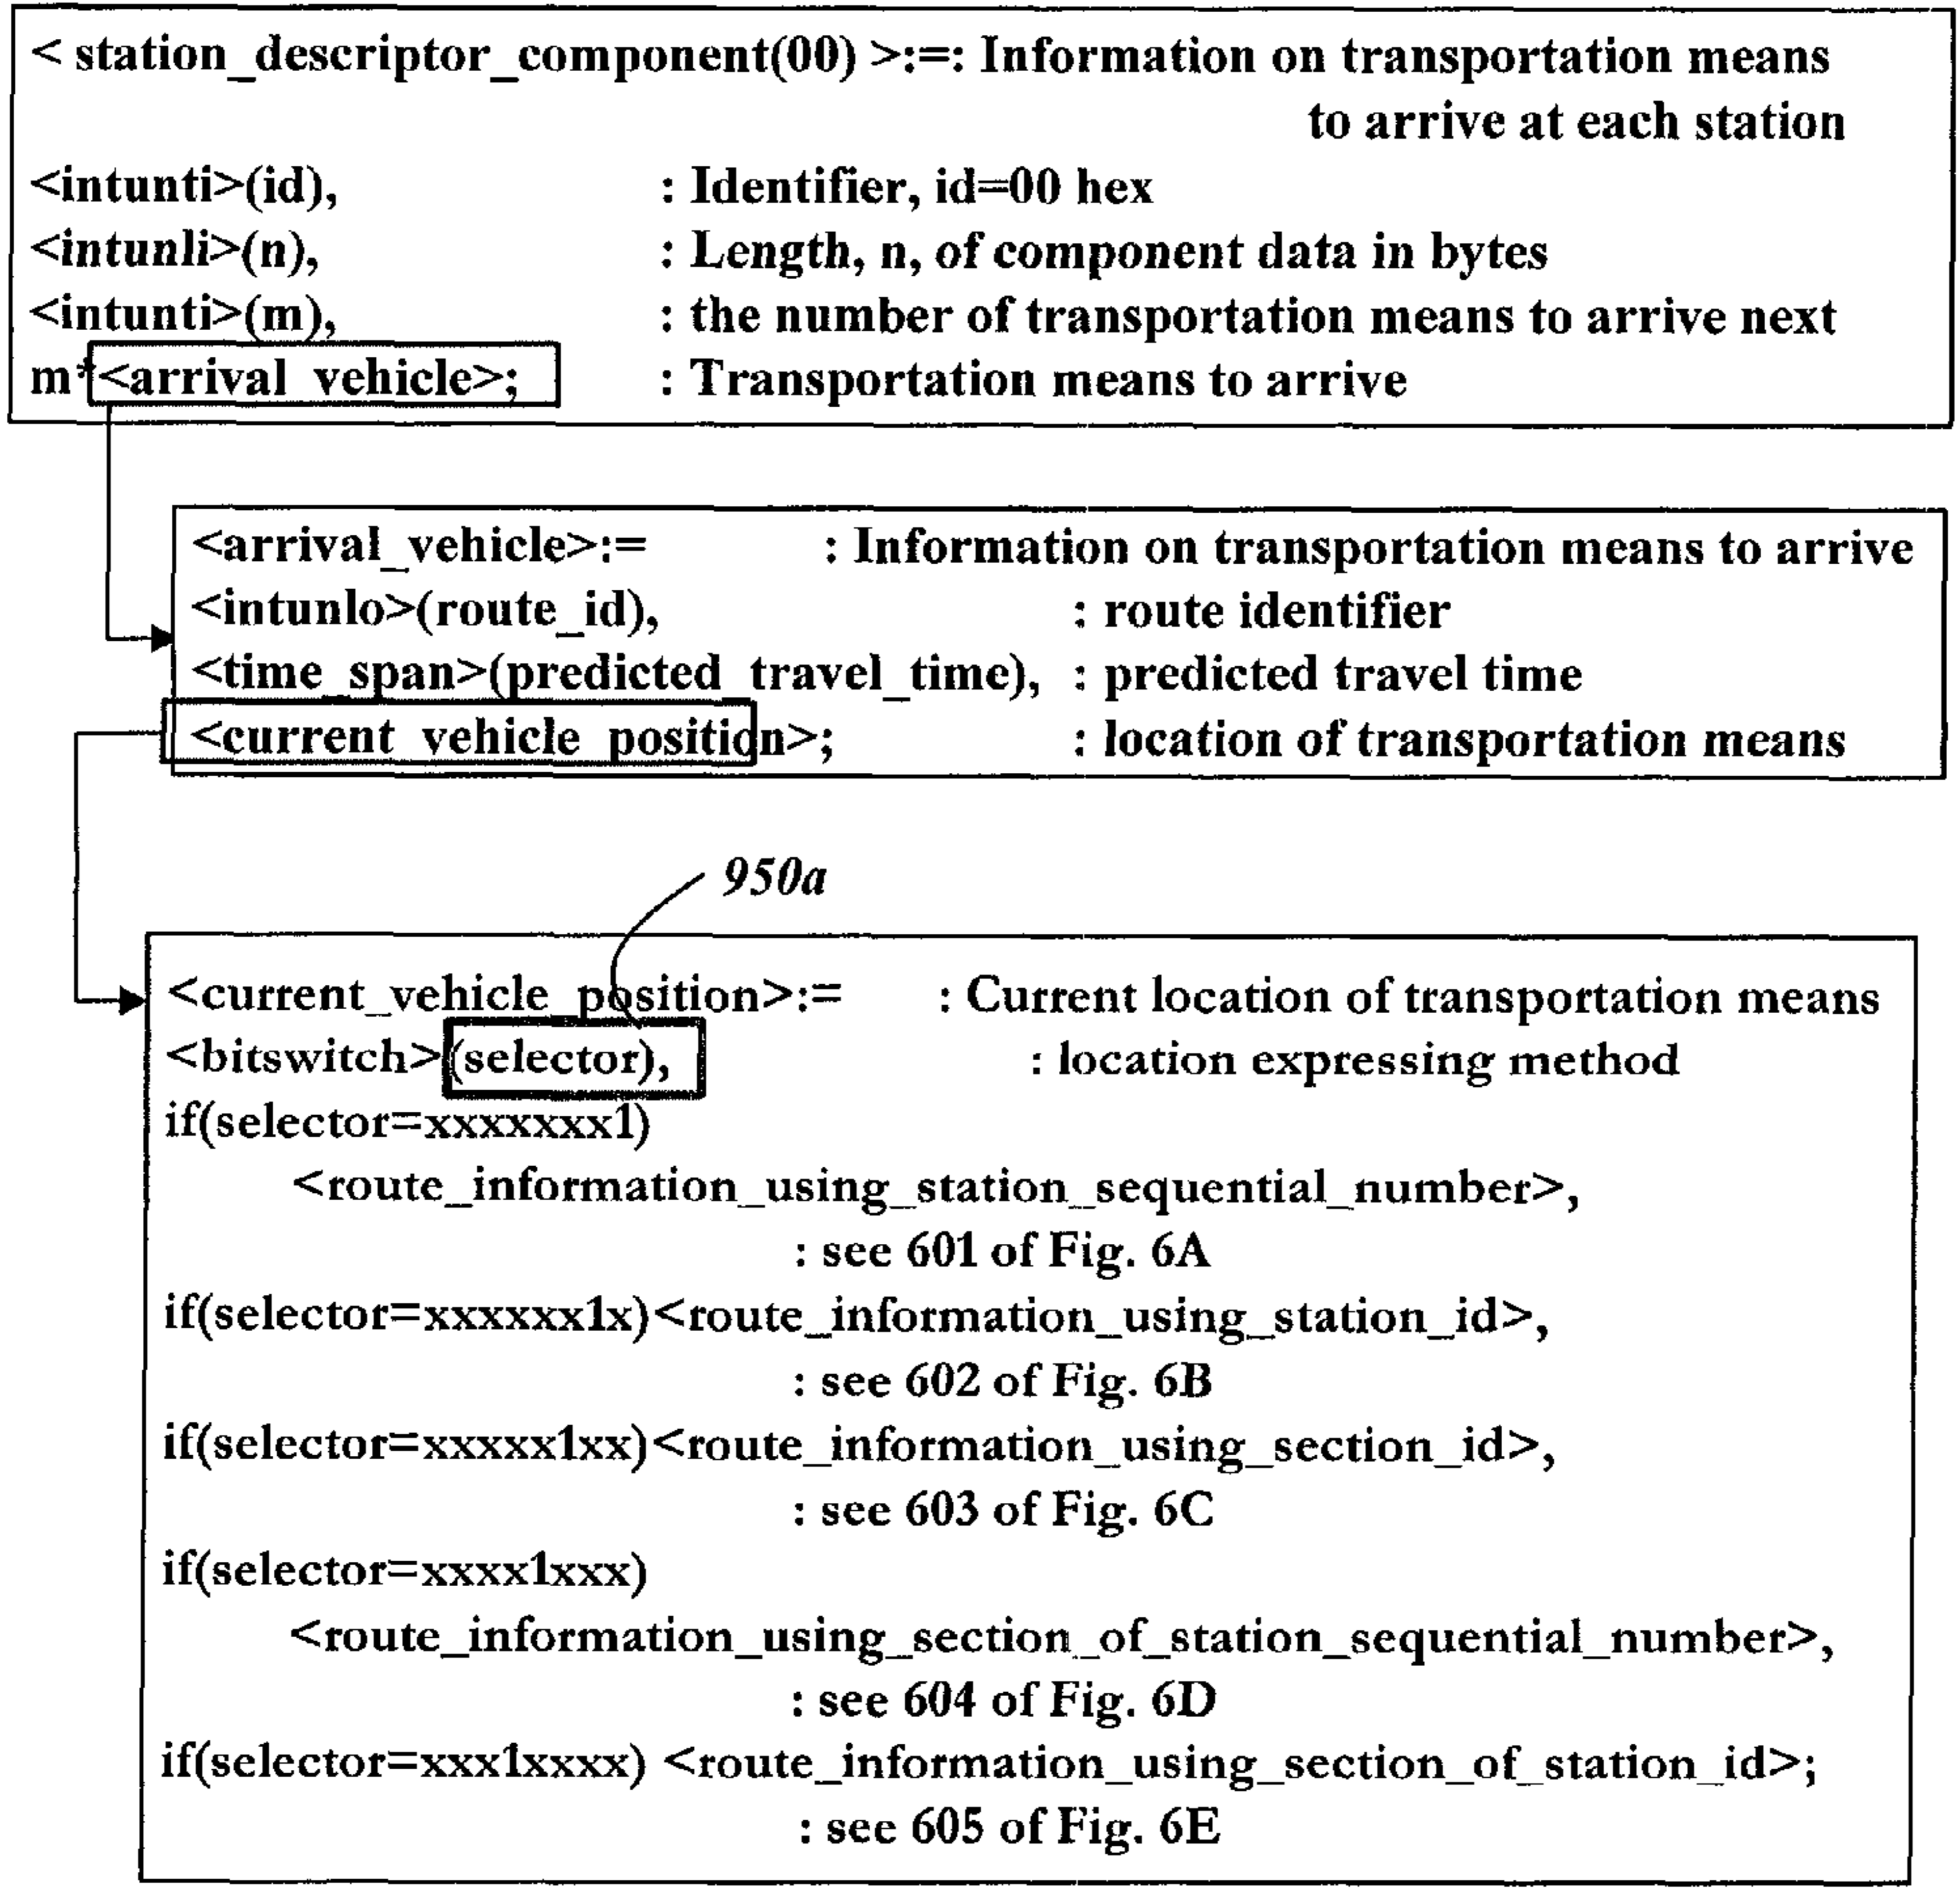 < station_descriptor_component(00) >:=: Information on transportation means
to arrive at each station
<intunti>(id), : Identifier, id=00 hex
<intunli>(n), : Length, n, of component data in bytes
<intunti>(m), : the number of transportation means to arrive next
m*<arrival_vehicle>; : Transportation means to arrive
<arrival_vehicle>:= : Information on transportation means to arrive
<intunlo>(route_id), : route identifier
<time_span>(predicted_travel_time), : predicted travel time
<current_vehicle_position>; : location of transportation means
950a
<current_vehicle_position>:= : Current location of transportation means
<bitswitch>(selector), : location expressing method
if(selector=xxxxxxx1)
<route_information_using_station_sequential_number>,
: see 601 of Fig. 6A
if(selector=xxxxxx1x)<route_information_using_station_id>,
: see 602 of Fig. 6B
if(selector=xxxxx1xx)<route_information_using_section_id>,
: see 603 of Fig. 6C
if(selector=xxxx1xxx)
<route_information_using_section_of_station_sequential_number>,
: see 604 of Fig. 6D
if(selector=xxx1xxxx) <route_information_using_section_of_station_id>;
: see 605 of Fig. 6E